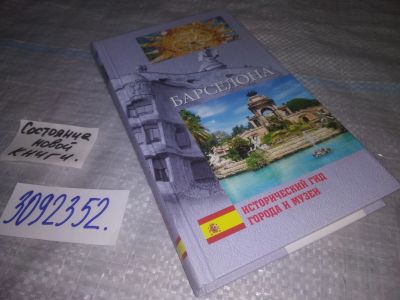 БАРСЕЛОНА
ИСТОРИЧЕСКИЙ ГИД
ГОРОДА И МУЗЕИ
Состояние
новой
книги.
3092352.